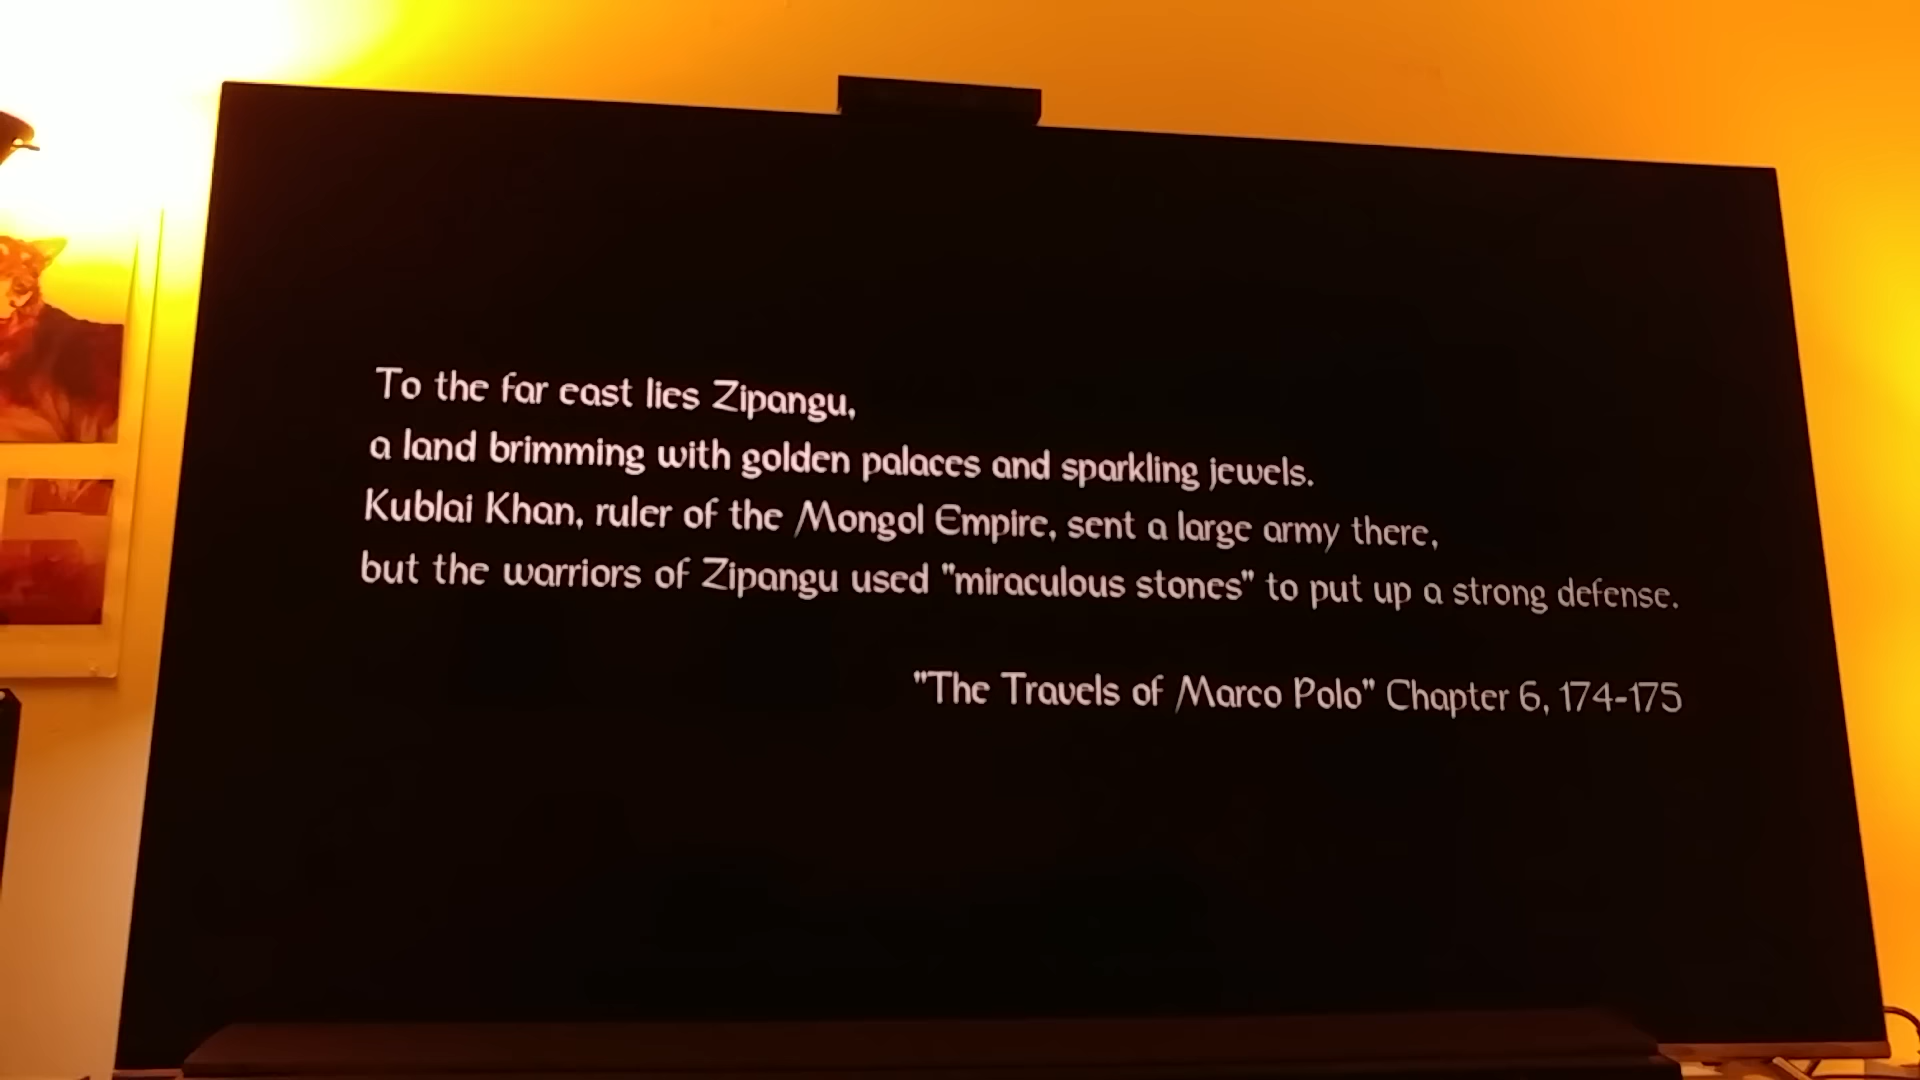 To the far east lies Zipangu,
a land brimming with golden palaces and sparkling jewels.
Kublai Khan, ruler of the Mongol Empire, sent a large army there,
but the warriors of Zipangu used "miraculous stones" to put up a strong defense.
"The Travels of Marco Polo" Chapter 6, 174-175